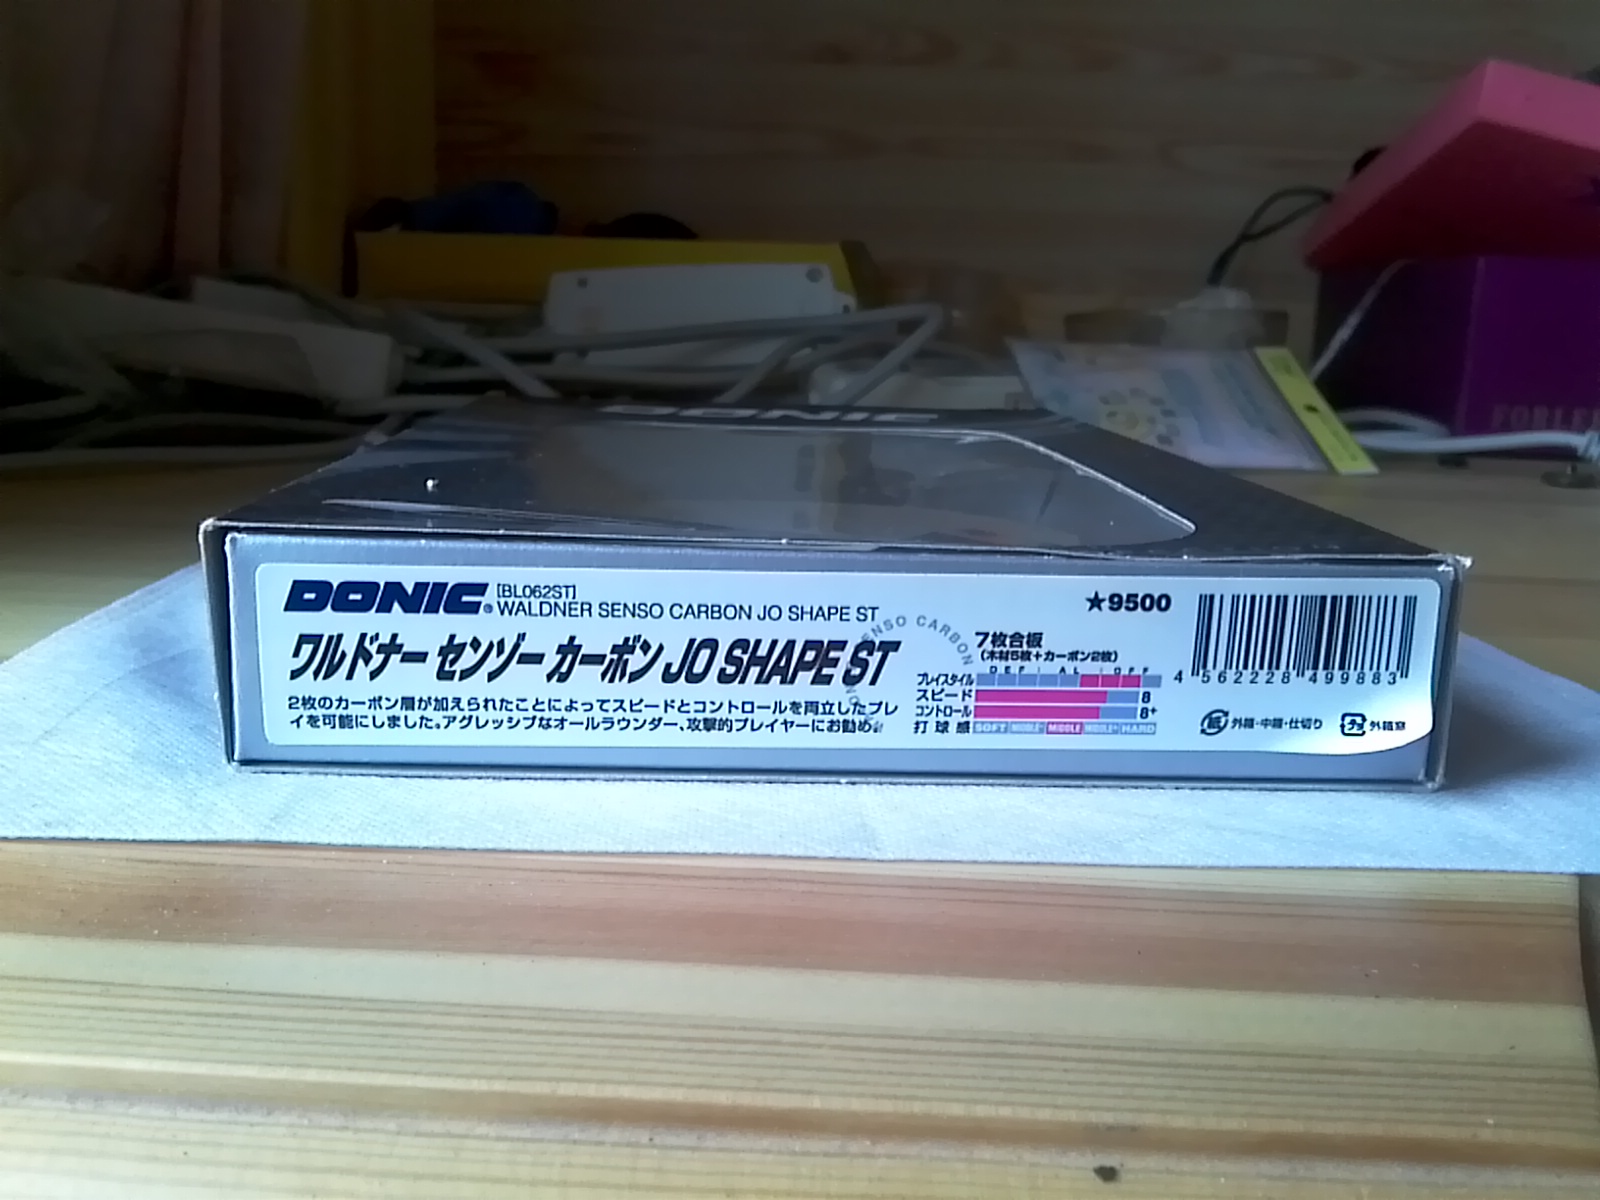 DONIC
DONIC® [BL062ST]
WALDNER SENSO CARBON JO SHAPE ST
ワルドナー センゾー カーボン JO SHAPE ST
2枚のカーボン層が加えられたことによってスピードとコントロールを両立したプレ
イを可能にしました。アグレッシブなオールラウンダー、攻撃的プレイヤーにお勧め。
SENSO CARBON
★9500
7枚合板
(木材5枚+カーボン2枚)
DEF AL OFF
プレイスタイル
スピード 8
コントロール 8+
打球感 SOFT MIDDLE- MIDDLE MIDDLE+ HARD
4 562228 499883
紙 外箱・中箱・仕切り
プラ 外箱窓